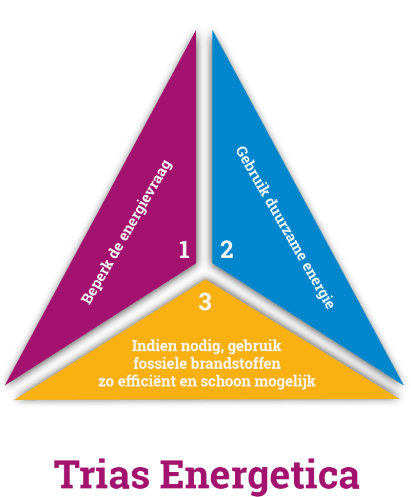 1
Beperk de energievraag
2
Gebruik duurzame energie
3
Indien nodig, gebruik
fossiele brandstoffen
zo efficiënt en schoon mogelijk
Trias Energetica